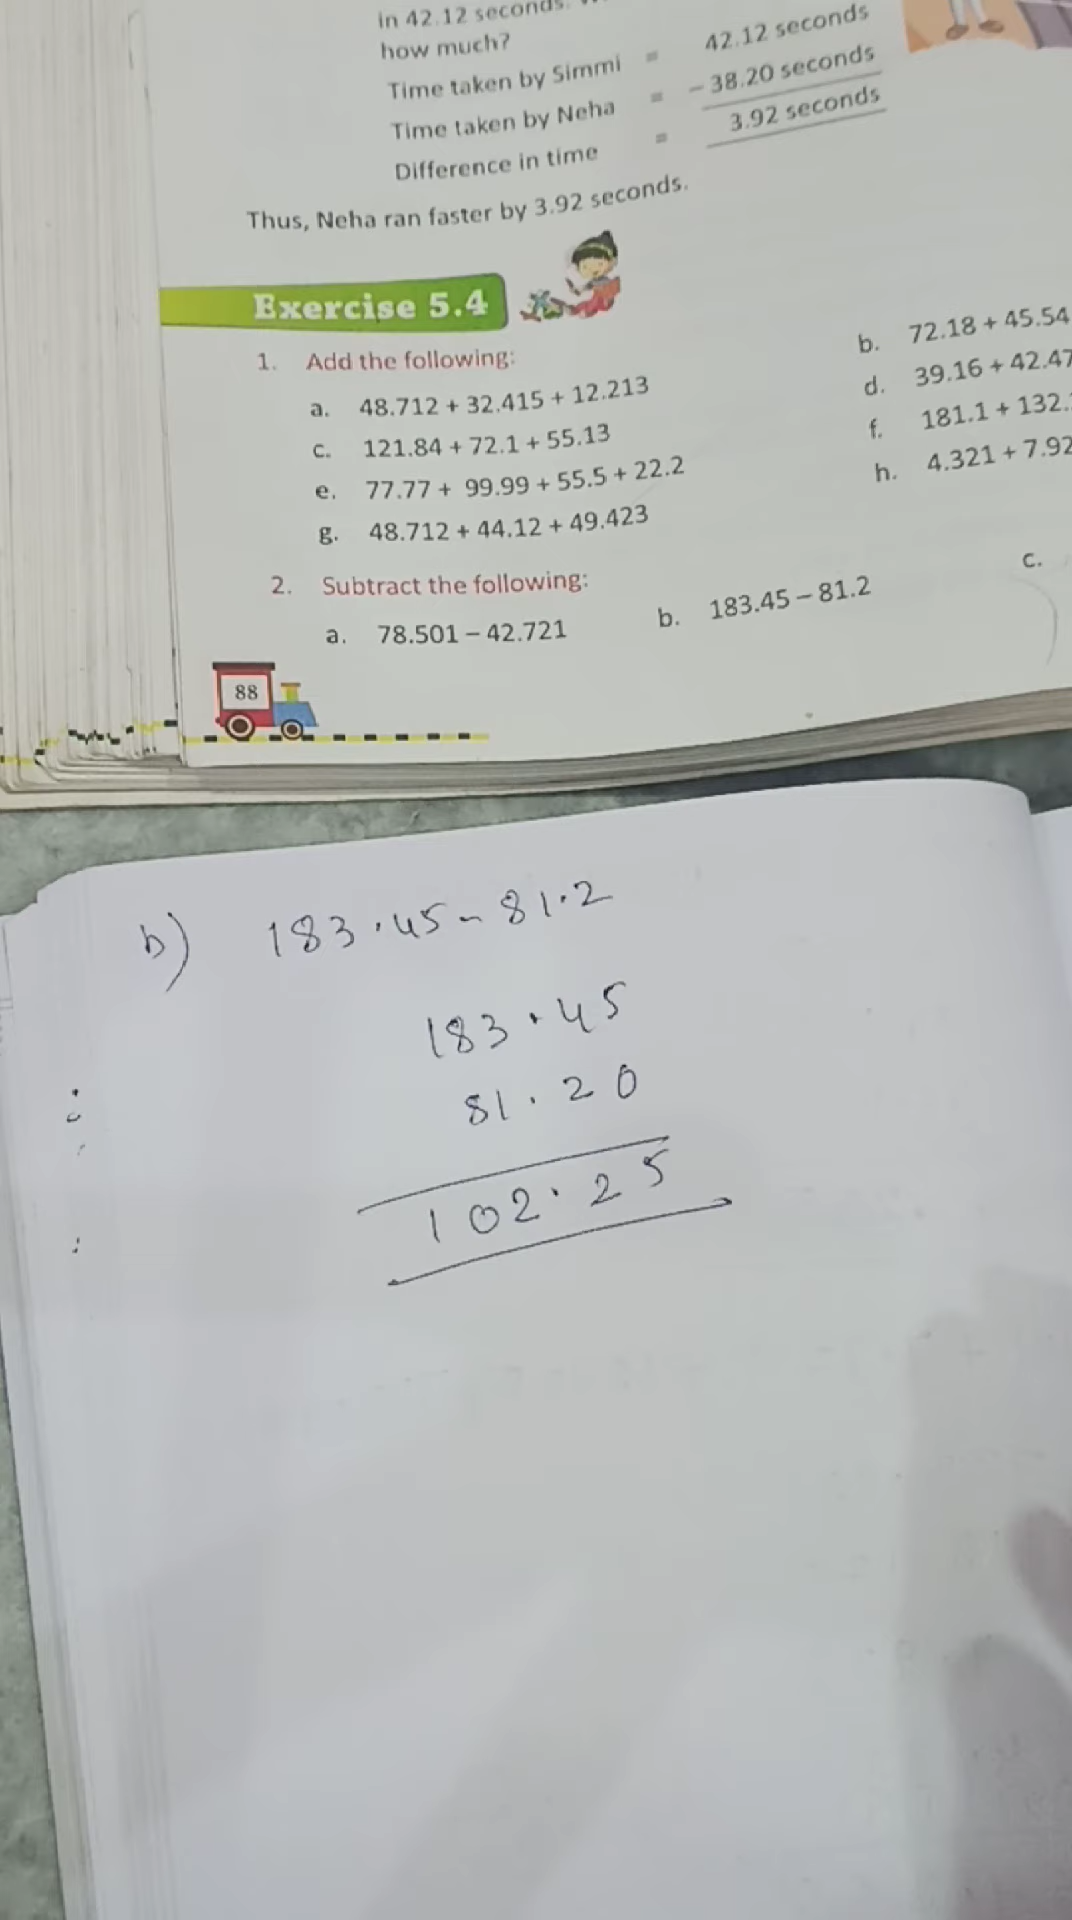 in 42.12 seconds.
how much?
Time taken by Simmi = 42.12 seconds
Time taken by Neha = – 38.20 seconds
Difference in time = 3.92 seconds
Thus, Neha ran faster by 3.92 seconds.
Exercise 5.4
1. Add the following:
a. 48.712 + 32.415 + 12.213
b. 72.18 + 45.54
c. 121.84 + 72.1 + 55.13
d. 39.16 + 42.47
e. 77.77 + 99.99 + 55.5 + 22.2
f. 181.1 + 132.
g. 48.712 + 44.12 + 49.423
h. 4.321 + 7.92
2. Subtract the following:
a. 78.501 – 42.721 b. 183.45 – 81.2 c.
88
b) 183.45 - 81.2
183.45
81.20
102.25